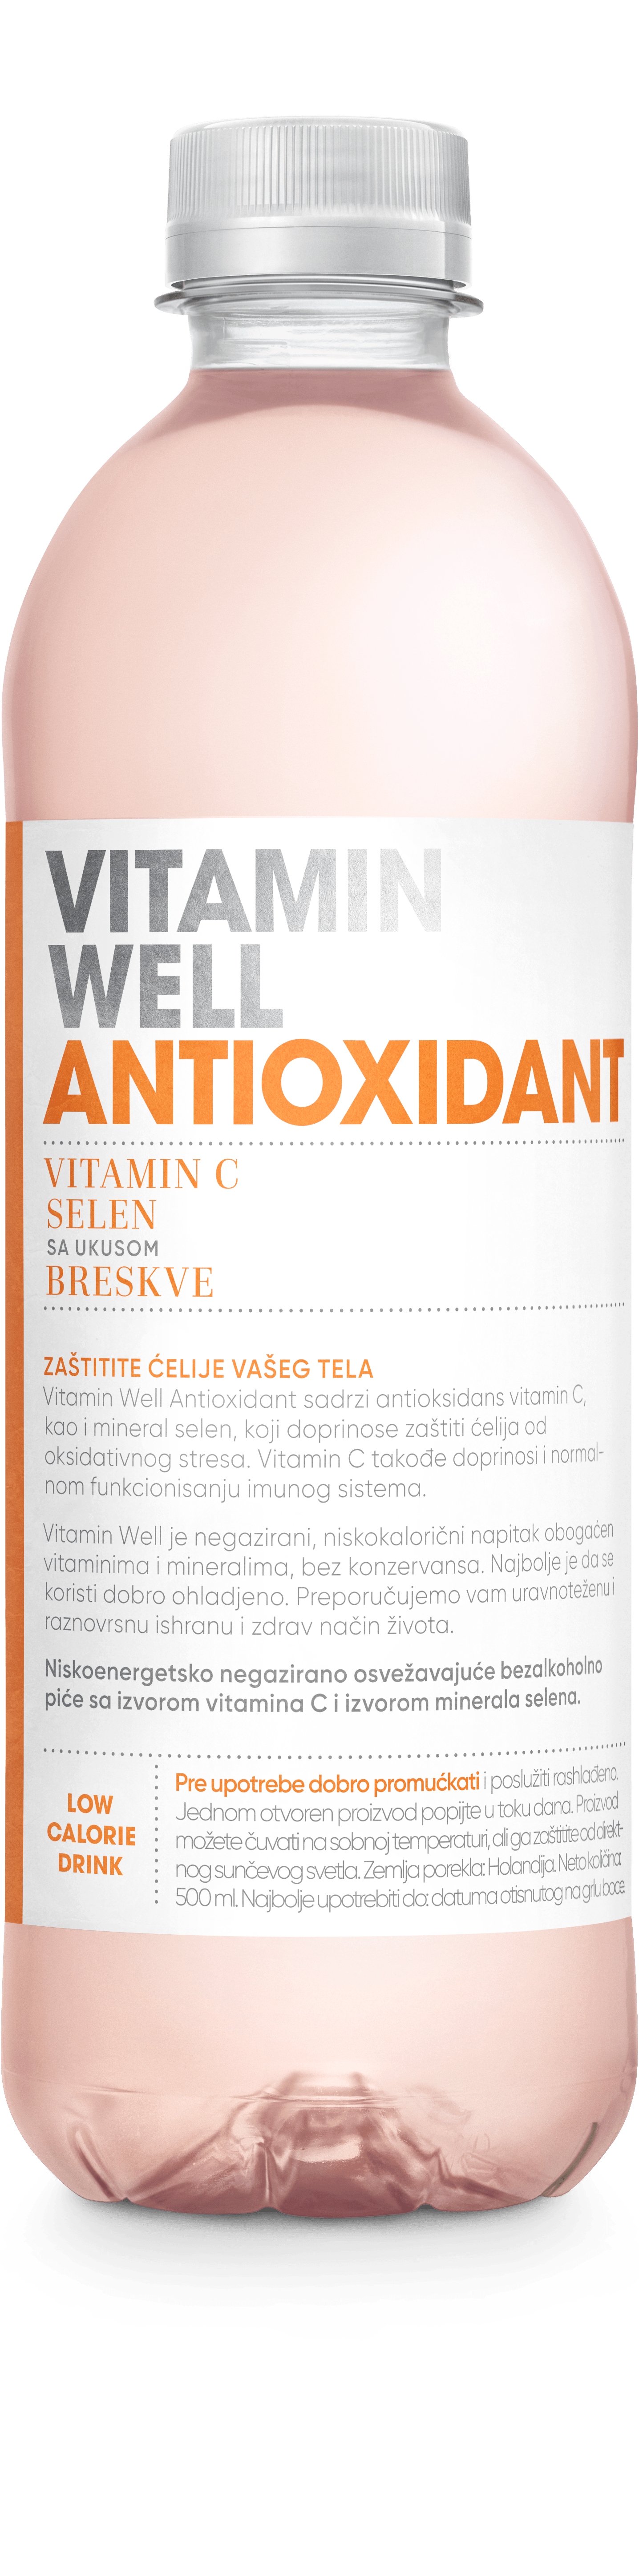 VITAMIN
WELL
ANTIOXIDANT
VITAMIN C
SELEN
SA UKUSOM
BRESKVE
ZAŠTITITE ĆELIJE VAŠEG TELA
Vitamin Well Antioxidant sadrzi antioksidans vitamin C,
kao i mineral selen, koji doprinose zaštiti ćelija od
oksidativnog stresa. Vitamin C takođe doprinosi i normal-
nom funkcionisanju imunog sistema.
Vitamin Well je negazirani, niskokalorični napitak obogaćen
vitaminima i mineralima, bez konzervansa. Najbolje je da se
koristi dobro ohladjeno. Preporučujemo vam uravnoteženu i
raznovrsnu ishranu i zdrav način života.
Niskoenergetsko negazirano osvežavajuće bezalkoholno
piće sa izvorom vitamina C i izvorom minerala selena.
LOW
CALORIE
DRINK
Pre upotrebe dobro promućkati i poslužiti rashlađeno.
Jednom otvoren proizvod popijte u toku dana. Proizvod
možete čuvati na sobnoj temperaturi, ali ga zaštitite od direkt-
nog sunčevog svetla. Zemlja porekla: Holandija. Neto količina:
500 ml. Najbolje upotrebiti do: datuma otisnutog na grlu boce